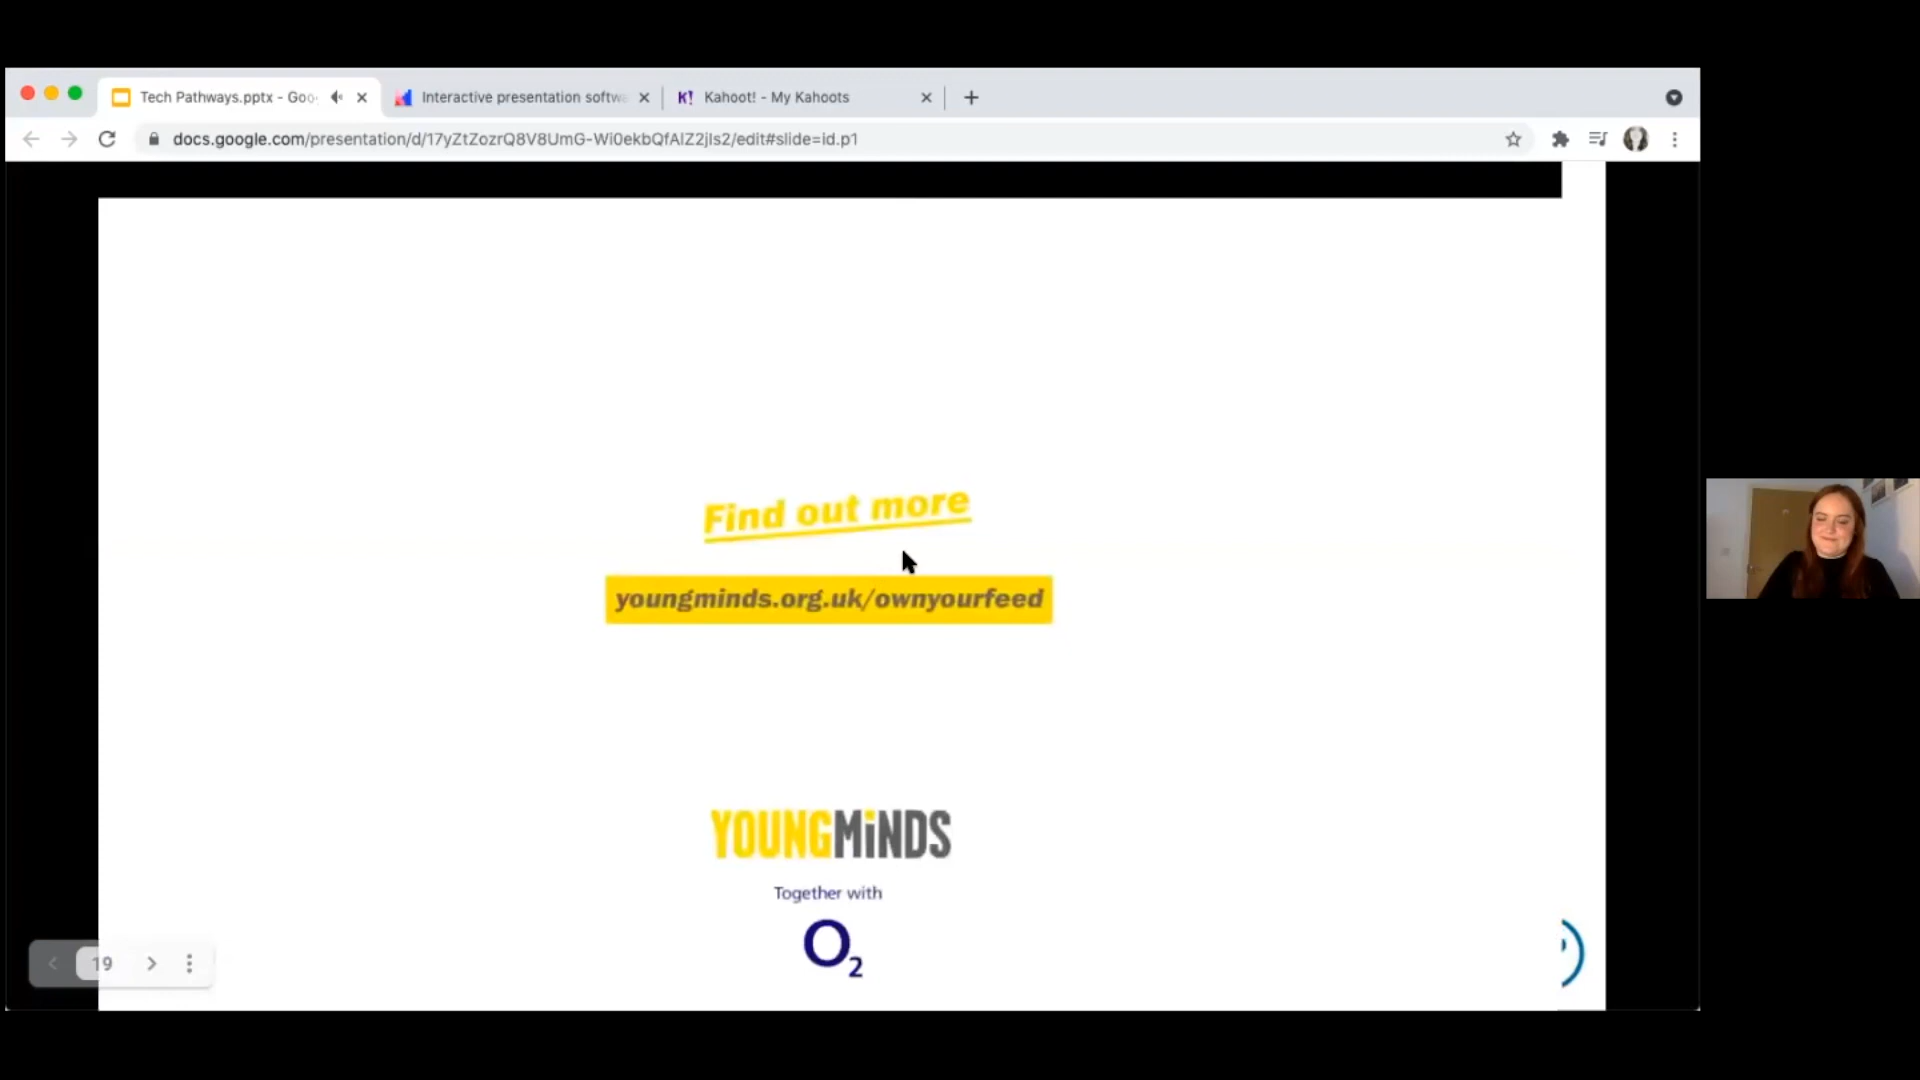 Tech Pathways.pptx - Goo
Interactive presentation softw
K! Kahoot! - My Kahoots
docs.google.com/presentation/d/17yZtZozrQ8V8UmG-Wi0ekbQfAlZ2jls2/edit#slide=id.p1
Find out more
youngminds.org.uk/ownyourfeed
YOUNGMiNDS
Together with
O2
19